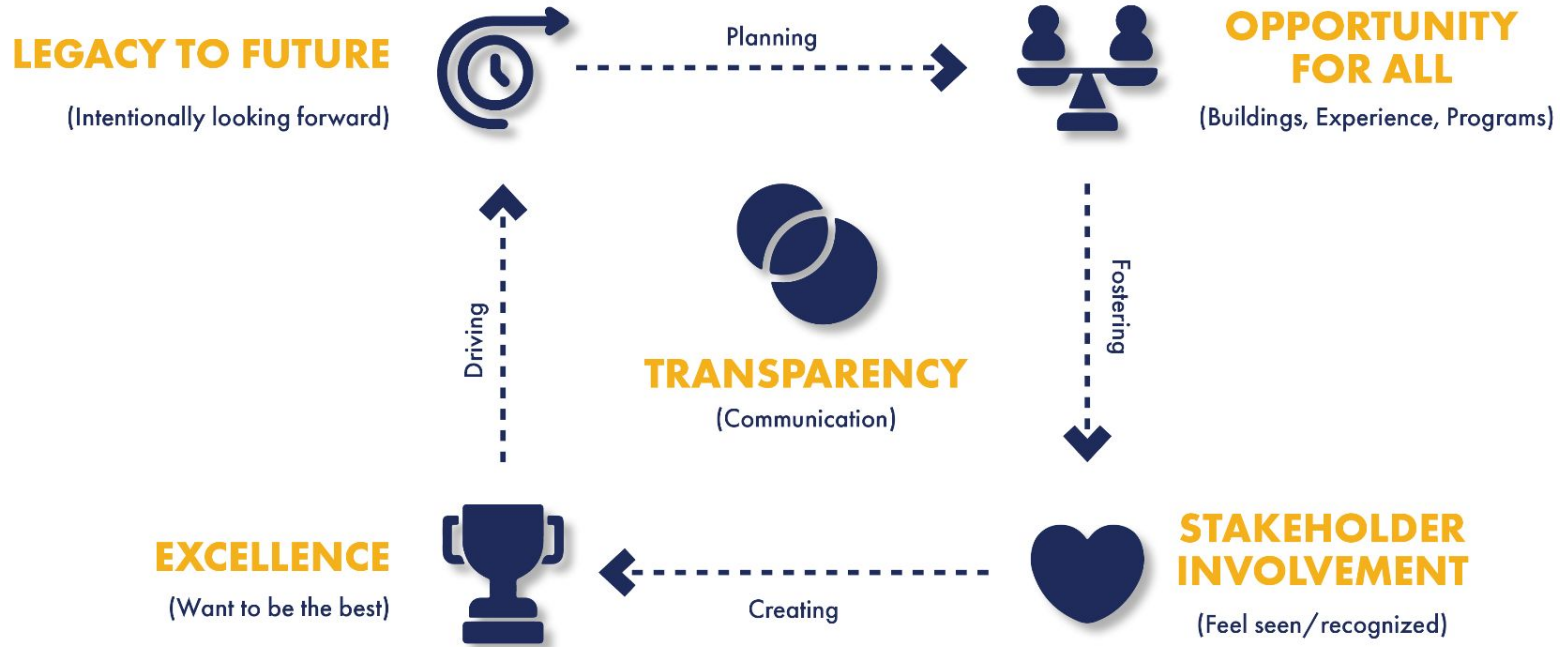 LEGACY TO FUTURE
(Intentionally looking forward)
Planning
OPPORTUNITY
FOR ALL
(Buildings, Experience, Programs)
Driving
TRANSPARENCY
(Communication)
Fostering
EXCELLENCE
(Want to be the best)
Creating
STAKEHOLDER
INVOLVEMENT
(Feel seen/recognized)